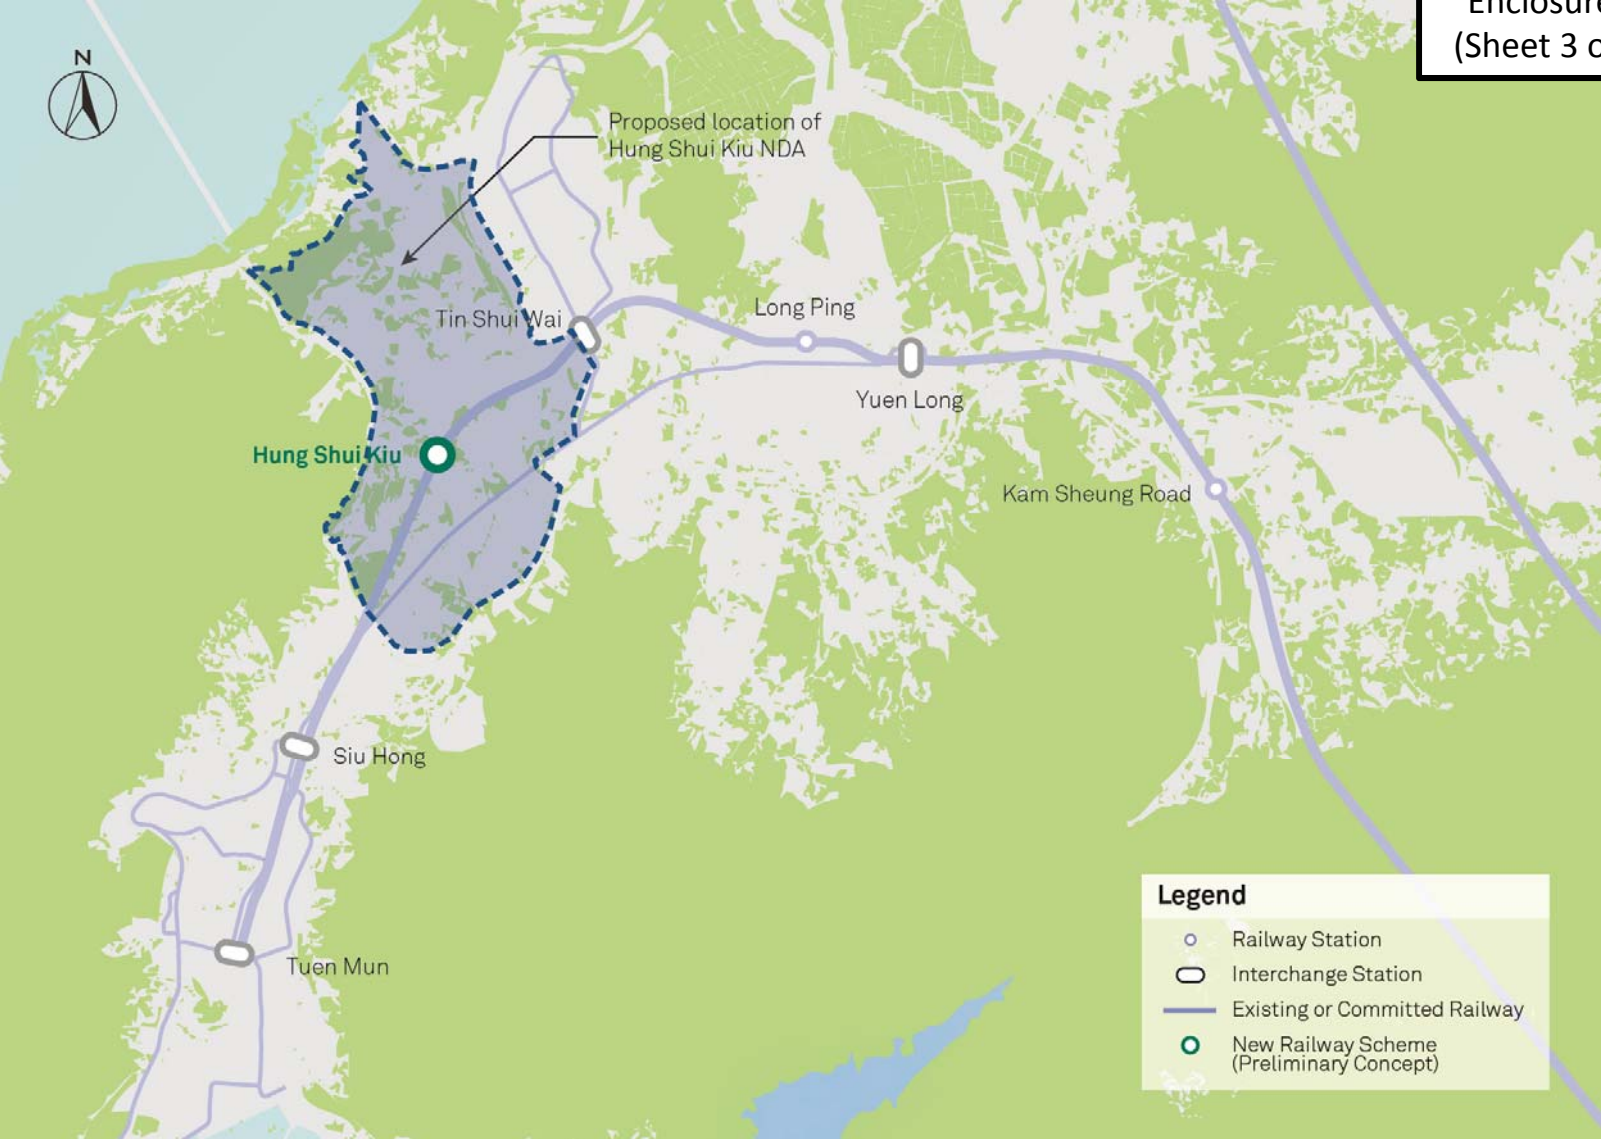 Enclosure
(Sheet 3 o
N
Proposed location of
Hung Shui Kiu NDA
Tin Shui Wai
Long Ping
Yuen Long
Hung Shui Kiu
Kam Sheung Road
Siu Hong
Tuen Mun
Legend
Railway Station
Interchange Station
Existing or Committed Railway
New Railway Scheme
(Preliminary Concept)